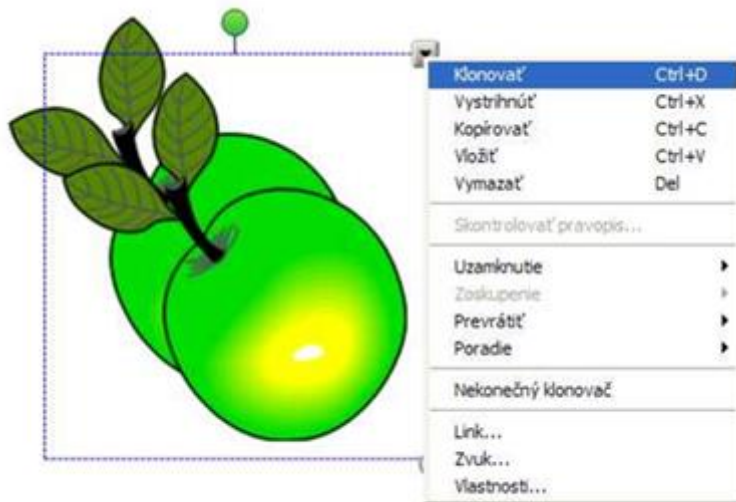 Klonovať Ctrl+D
Vystrihnúť Ctrl+X
Kopírovať Ctrl+C
Vložiť Ctrl+V
Vymazať Del
Skontrolovať pravopis...
Uzamknutie
Zoskupenie
Prevrátiť
Poradie
Nekonečný klonovač
Link...
Zvuk...
Vlastnosti...